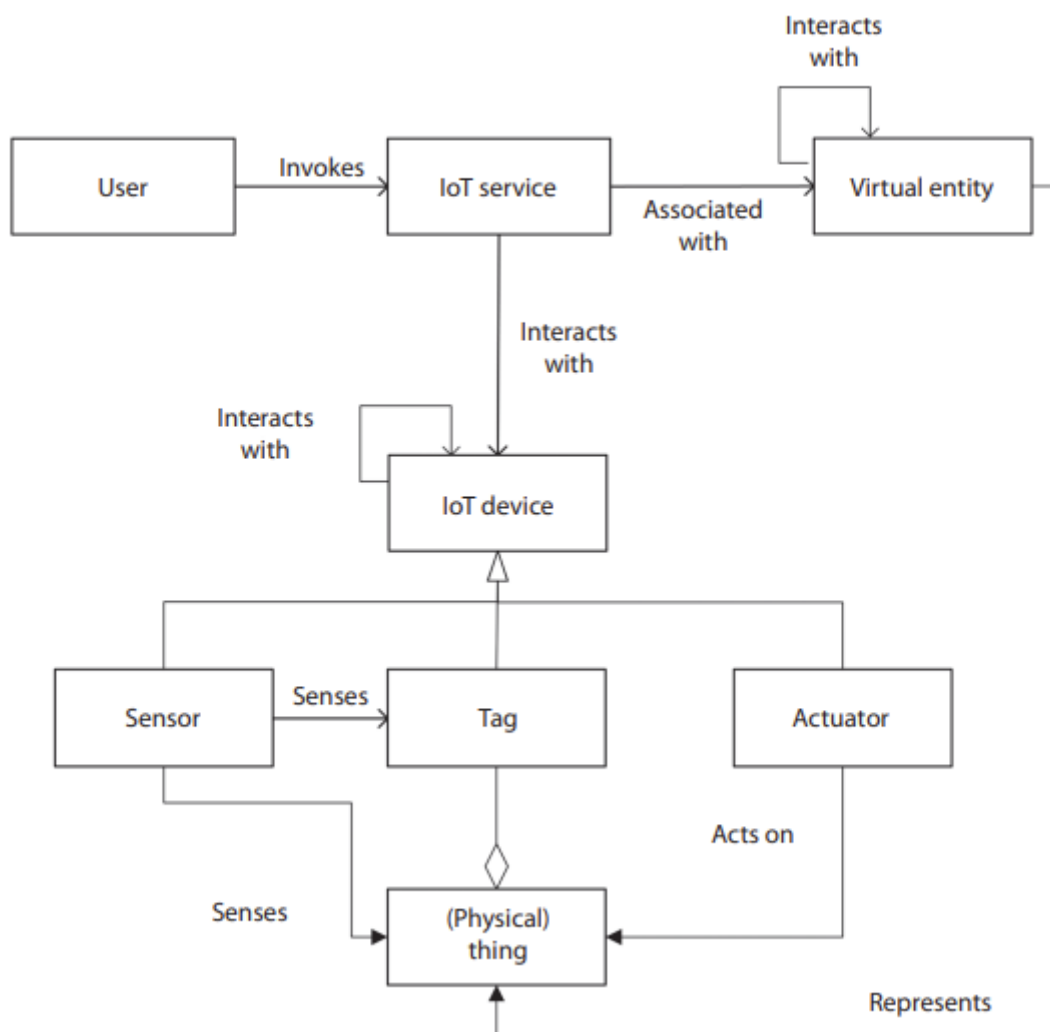 Interacts
with
User
Invokes
IoT service
Associated
with
Virtual entity
Interacts
with
Interacts
with
IoT device
Sensor
Senses
Tag
Actuator
Acts on
Senses
(Physical)
thing
Represents